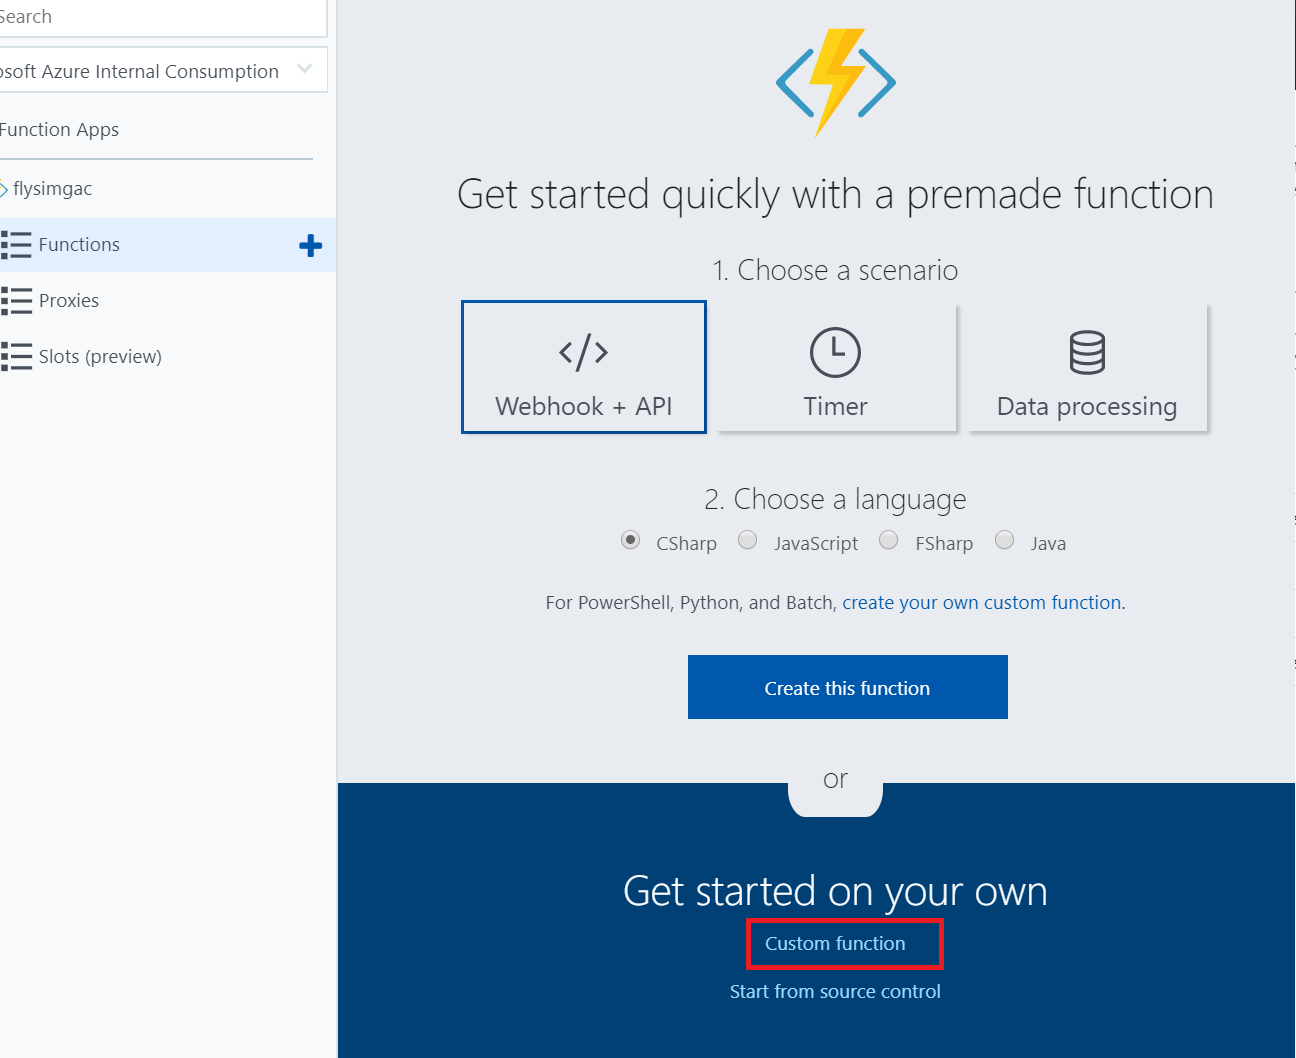 Search
osoft Azure Internal Consumption
Function Apps
flysimgac
Functions
Proxies
Slots (preview)
Get started quickly with a premade function
1. Choose a scenario
Webhook + API
Timer
Data processing
2. Choose a language
CSharp JavaScript FSharp Java
For PowerShell, Python, and Batch, create your own custom function.
Create this function
or
Get started on your own
Custom function
Start from source control